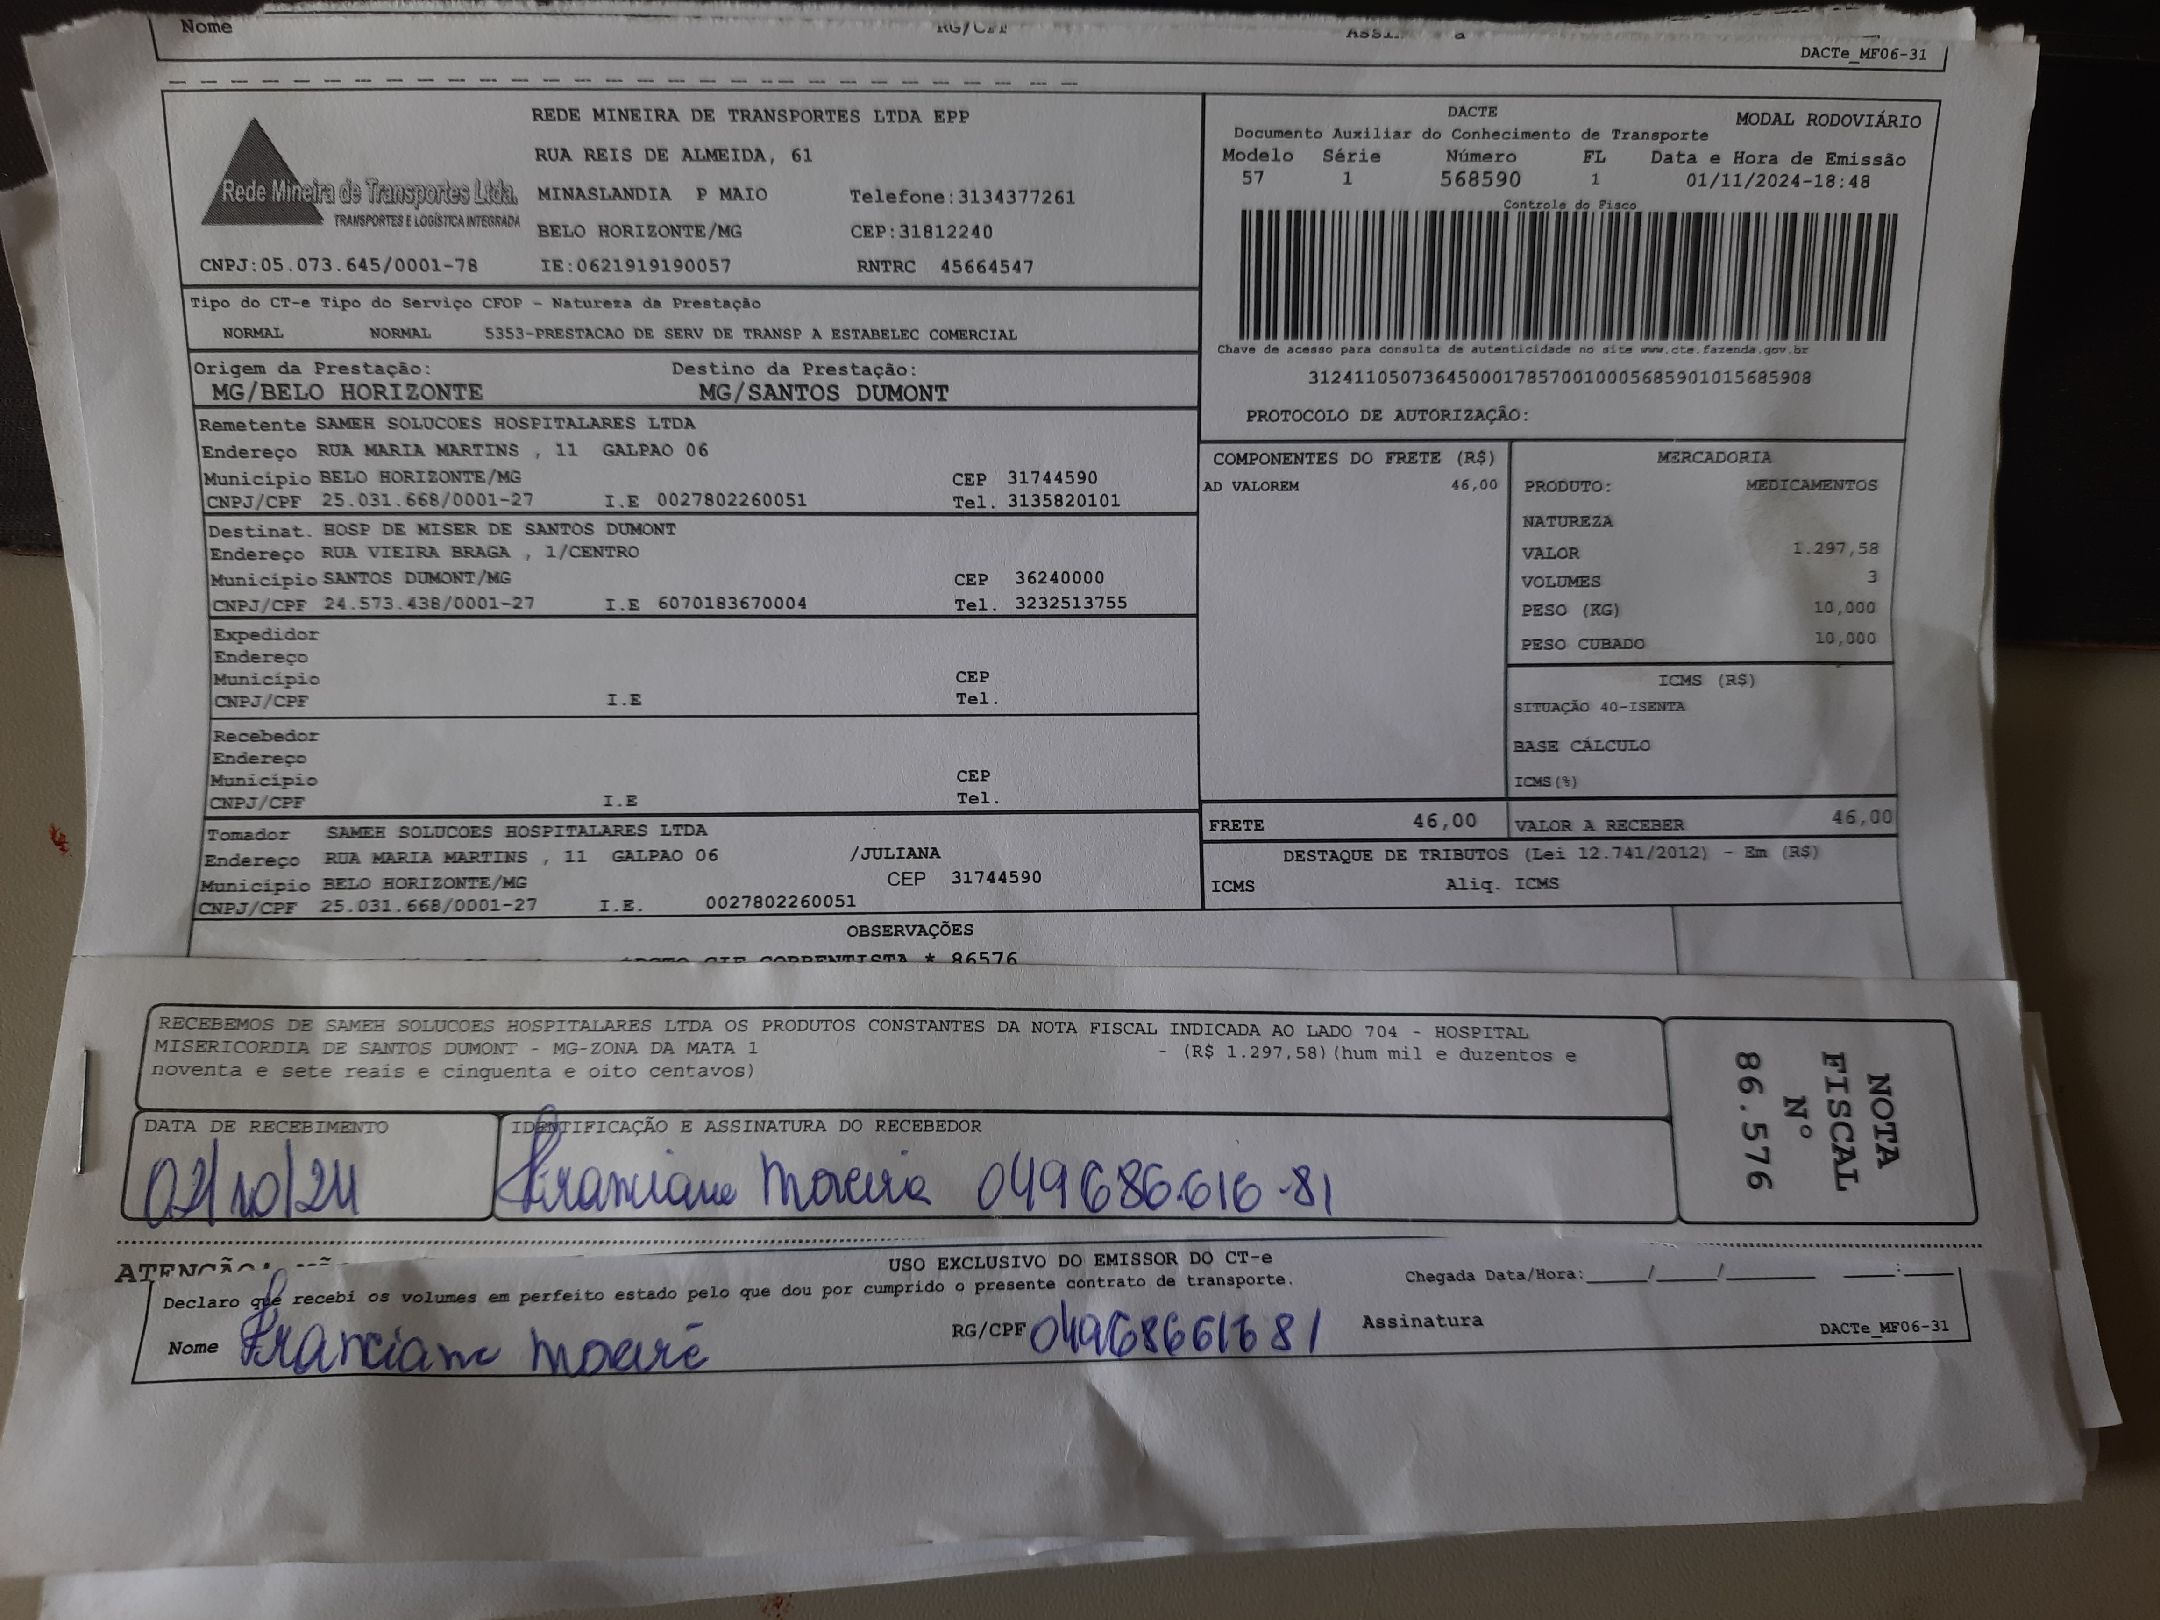 Nome RG/CPF
DACTe_MF06-31
REDE MINEIRA DE TRANSPORTES LTDA EPP
RUA REIS DE ALMEIDA, 61
Rede Mineira de Transportes Ltda.
TRANSPORTES E LOGÍSTICA INTEGRADA
MINASLANDIA P MAIO Telefone:3134377261
BELO HORIZONTE/MG CEP:31812240
CNPJ:05.073.645/0001-78 IE:0621919190057 RNTRC 45664547
DACTE MODAL RODOVIÁRIO
Documento Auxiliar do Conhecimento de Transporte
Modelo Série Número FL Data e Hora de Emissão
57 1 568590 1 01/11/2024-18:48
Controle do Fisco
Chave de acesso para consulta de autenticidade no site www.cte.fazenda.gov.br
31241105073645000178570010005685901015685908
PROTOCOLO DE AUTORIZAÇÃO:
Tipo do CT-e Tipo do Serviço CFOP - Natureza da Prestação
NORMAL NORMAL 5353-PRESTACAO DE SERV DE TRANSP A ESTABELEC COMERCIAL
Origem da Prestação: Destino da Prestação:
MG/BELO HORIZONTE MG/SANTOS DUMONT
Remetente SAMEH SOLUCOES HOSPITALARES LTDA
Endereço RUA MARIA MARTINS , 11 GALPAO 06
Município BELO HORIZONTE/MG CEP 31744590
CNPJ/CPF 25.031.668/0001-27 I.E 0027802260051 Tel. 3135820101
Destinat. HOSP DE MISER DE SANTOS DUMONT
Endereço RUA VIEIRA BRAGA , 1/CENTRO
Município SANTOS DUMONT/MG CEP 36240000
CNPJ/CPF 24.573.438/0001-27 I.E 6070183670004 Tel. 3232513755
Expedidor
Endereço
Município CEP
CNPJ/CPF I.E Tel.
Recebedor
Endereço
Município CEP
CNPJ/CPF I.E Tel.
Tomador SAMEH SOLUCOES HOSPITALARES LTDA
Endereço RUA MARIA MARTINS , 11 GALPAO 06 /JULIANA
Município BELO HORIZONTE/MG CEP 31744590
CNPJ/CPF 25.031.668/0001-27 I.E. 0027802260051
COMPONENTES DO FRETE (R$)
AD VALOREM 46,00
MERCADORIA
PRODUTO: MEDICAMENTOS
NATUREZA
VALOR 1.297,58
VOLUMES 3
PESO (KG) 10,000
PESO CUBADO 10,000
ICMS (R$)
SITUAÇÃO 40-ISENTA
BASE CÁLCULO
ICMS(%)
FRETE 46,00 VALOR A RECEBER 46,00
DESTAQUE DE TRIBUTOS (Lei 12.741/2012) - Em (R$)
ICMS Aliq. ICMS
OBSERVAÇÕES
CORRENTISTA * 86576
RECEBEMOS DE SAMEH SOLUCOES HOSPITALARES LTDA OS PRODUTOS CONSTANTES DA NOTA FISCAL INDICADA AO LADO 704 - HOSPITAL
MISERICORDIA DE SANTOS DUMONT - MG-ZONA DA MATA 1 - (R$ 1.297,58)(hum mil e duzentos e
noventa e sete reais e cinquenta e oito centavos)
DATA DE RECEBIMENTO IDENTIFICAÇÃO E ASSINATURA DO RECEBEDOR
02/10/24 Franciane Moreira 049686.616-81
NOTA
FISCAL
Nº
86.576
ATENÇÃO!
USO EXCLUSIVO DO EMISSOR DO CT-e
Declaro que recebi os volumes em perfeito estado pelo que dou por cumprido o presente contrato de transporte. Chegada Data/Hora:_____/_____/_______ ____:____
Nome Franciane RG/CPF 04968661681 Assinatura
DACTe_MF06-31